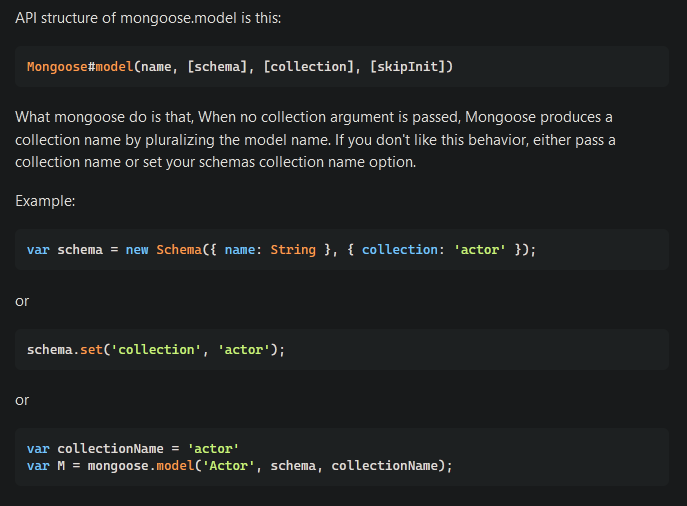 API structure of mongoose.model is this:
Mongoose#model(name, [schema], [collection], [skipInit])
What mongoose do is that, When no collection argument is passed, Mongoose produces a
collection name by pluralizing the model name. If you don't like this behavior, either pass a
collection name or set your schemas collection name option.
Example:
var schema = new Schema({ name: String }, { collection: 'actor' });
or
schema.set('collection', 'actor');
or
var collectionName = 'actor'
var M = mongoose.model('Actor', schema, collectionName);